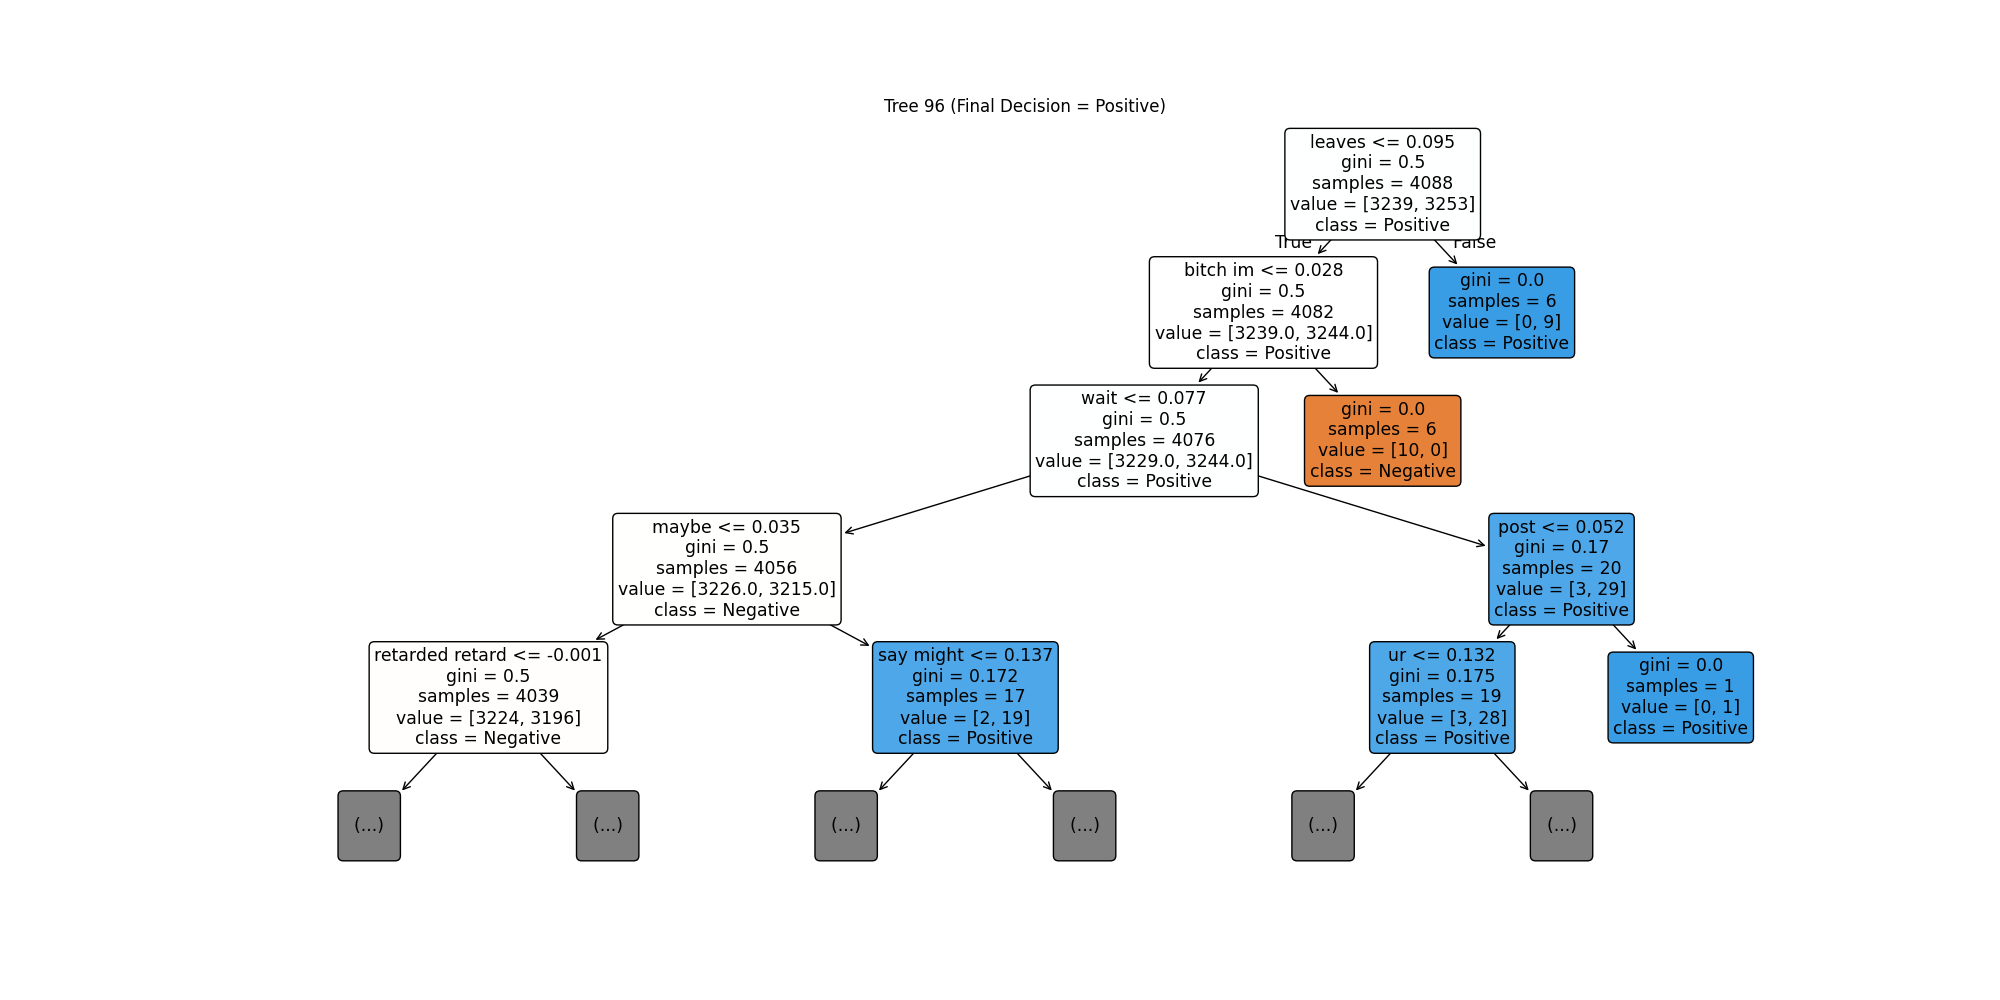 Tree 96 (Final Decision = Positive)
leaves <= 0.095
gini = 0.5
samples = 4088
value = [3239, 3253]
class = Positive
True
False
bitch im <= 0.028
gini = 0.5
samples = 4082
value = [3239.0, 3244.0]
class = Positive
gini = 0.0
samples = 6
value = [0, 9]
class = Positive
wait <= 0.077
gini = 0.5
samples = 4076
value = [3229.0, 3244.0]
class = Positive
gini = 0.0
samples = 6
value = [10, 0]
class = Negative
maybe <= 0.035
gini = 0.5
samples = 4056
value = [3226.0, 3215.0]
class = Negative
post <= 0.052
gini = 0.17
samples = 20
value = [3, 29]
class = Positive
retarded retard <= -0.001
gini = 0.5
samples = 4039
value = [3224, 3196]
class = Negative
say might <= 0.137
gini = 0.172
samples = 17
value = [2, 19]
class = Positive
ur <= 0.132
gini = 0.175
samples = 19
value = [3, 28]
class = Positive
gini = 0.0
samples = 1
value = [0, 1]
class = Positive
(...)
(...)
(...)
(...)
(...)
(...)